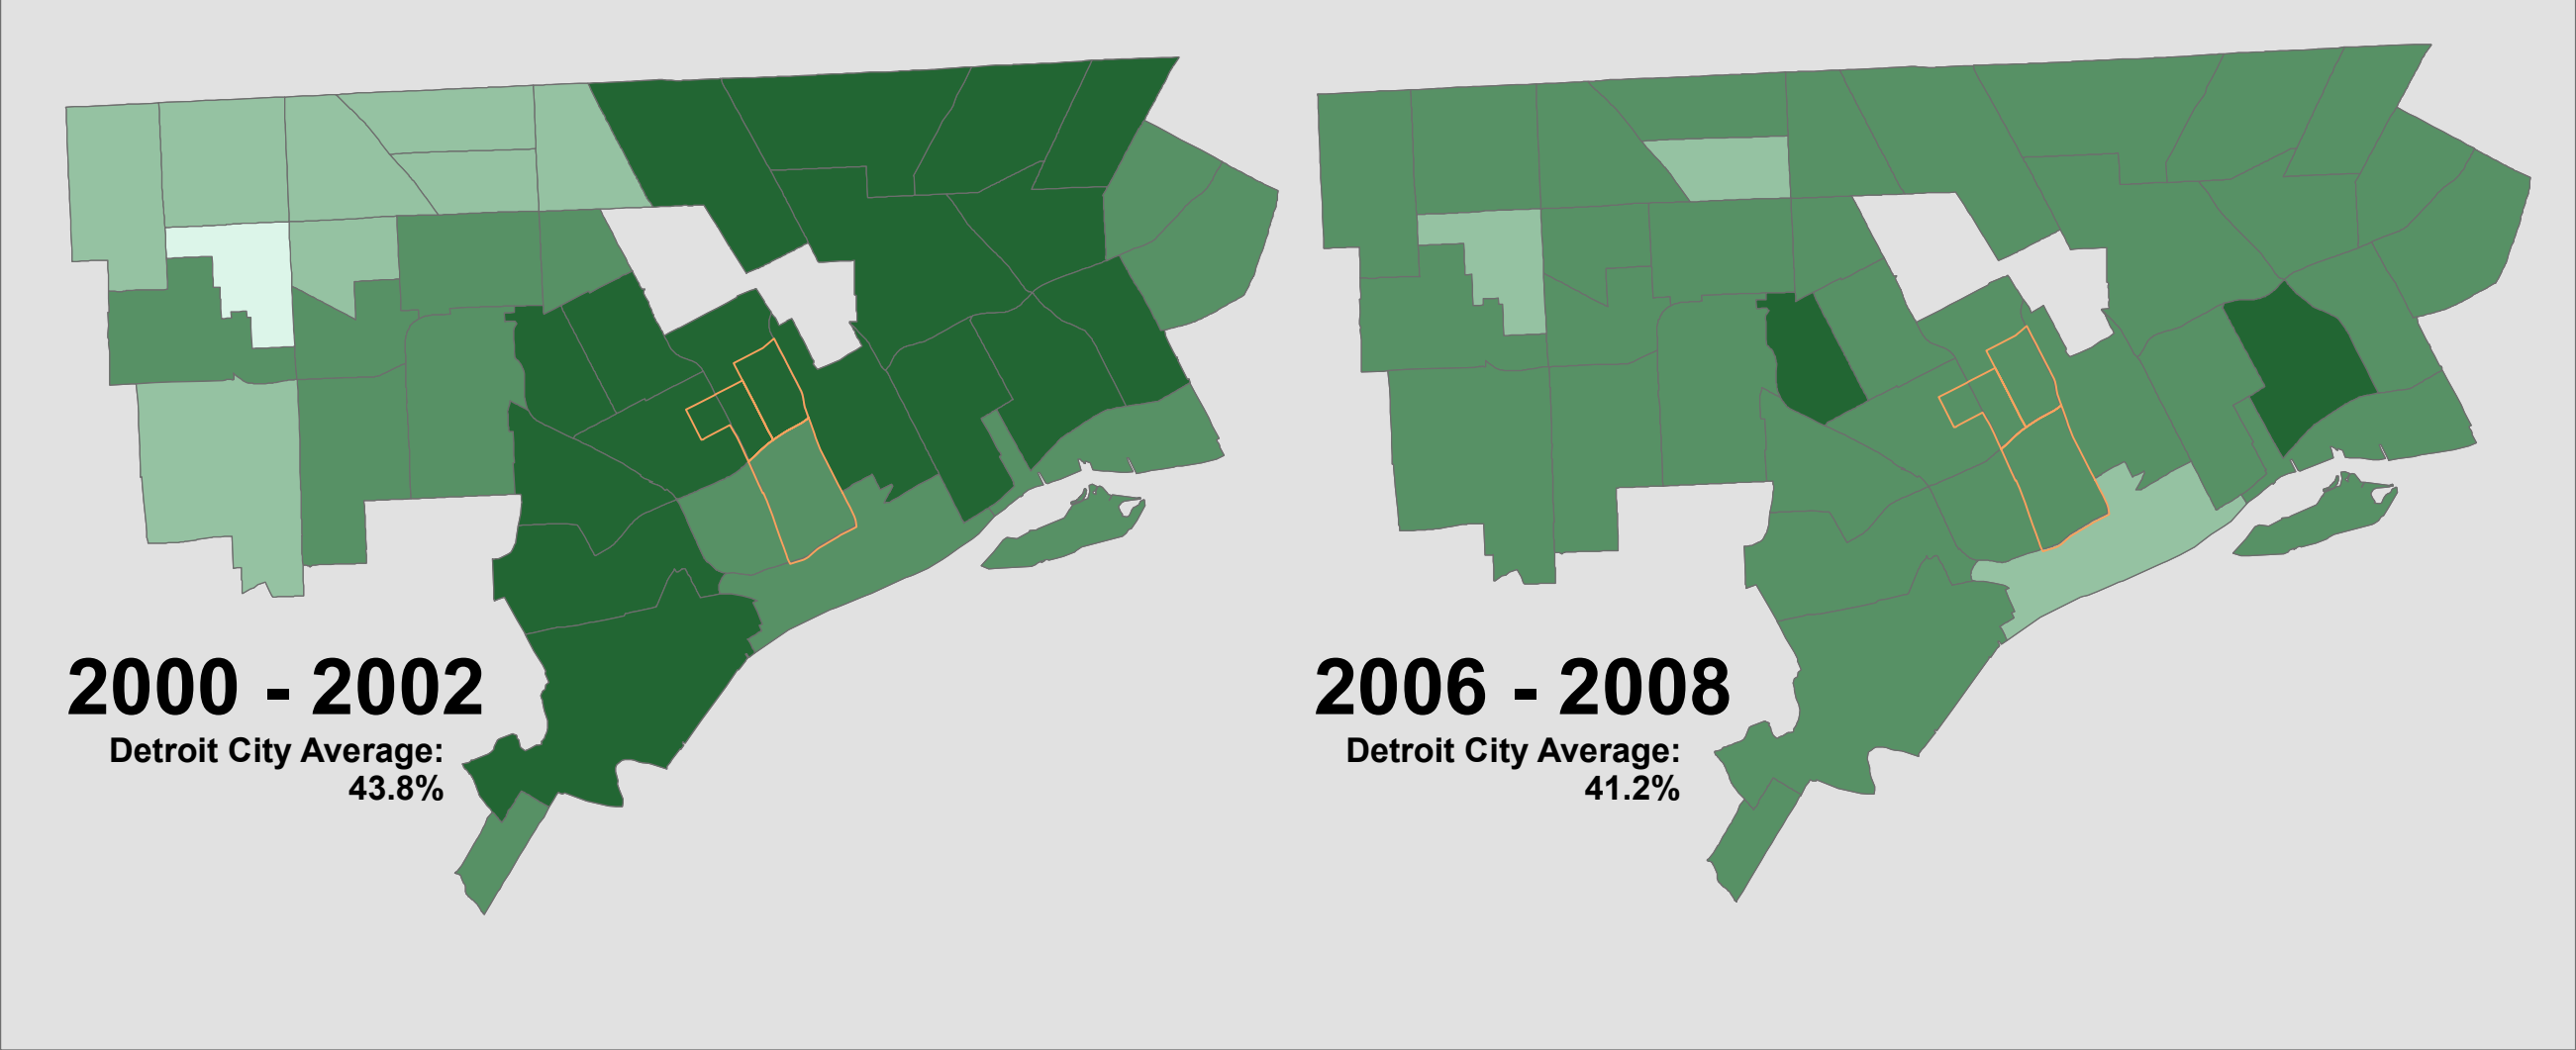 2000 - 2002
Detroit City Average:
43.8%
2006 - 2008
Detroit City Average:
41.2%